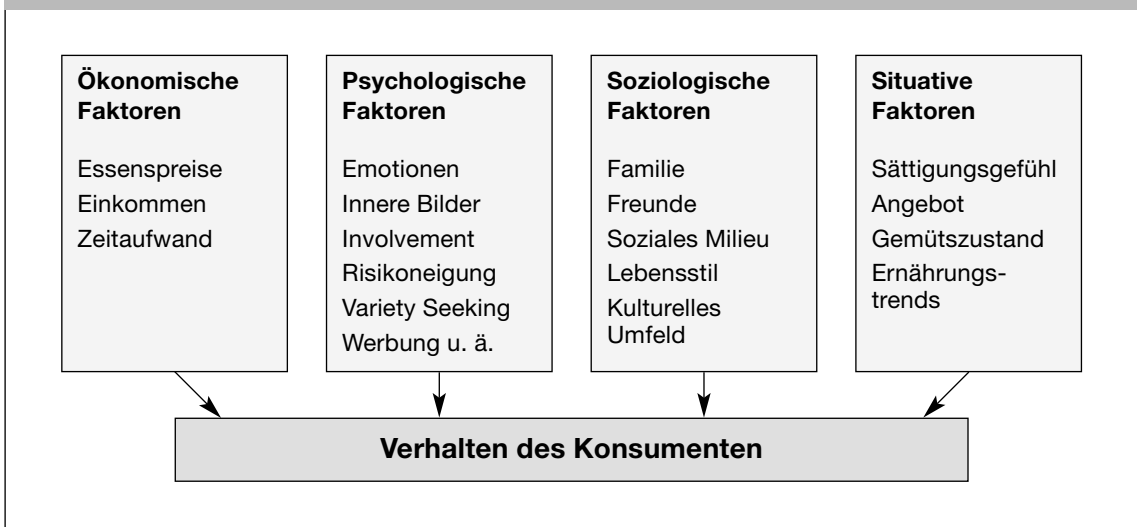 Ökonomische
Faktoren
Essenspreise
Einkommen
Zeitaufwand
Psychologische
Faktoren
Emotionen
Innere Bilder
Involvement
Risikoneigung
Variety Seeking
Werbung u. ä.
Soziologische
Faktoren
Familie
Freunde
Soziales Milieu
Lebensstil
Kulturelles
Umfeld
Situative
Faktoren
Sättigungsgefühl
Angebot
Gemütszustand
Ernährungs-
trends
Verhalten des Konsumenten